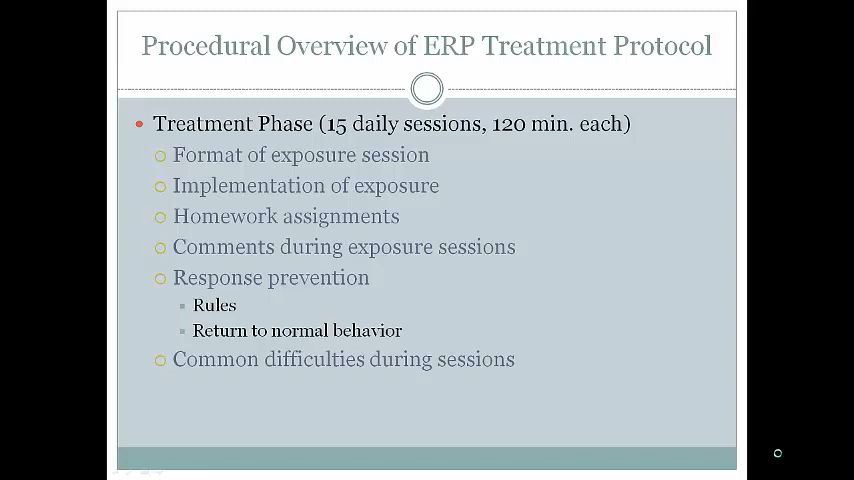 Procedural Overview of ERP Treatment Protocol
Treatment Phase (15 daily sessions, 120 min. each)
Format of exposure session
Implementation of exposure
Homework assignments
Comments during exposure sessions
Response prevention
Rules
Return to normal behavior
Common difficulties during sessions